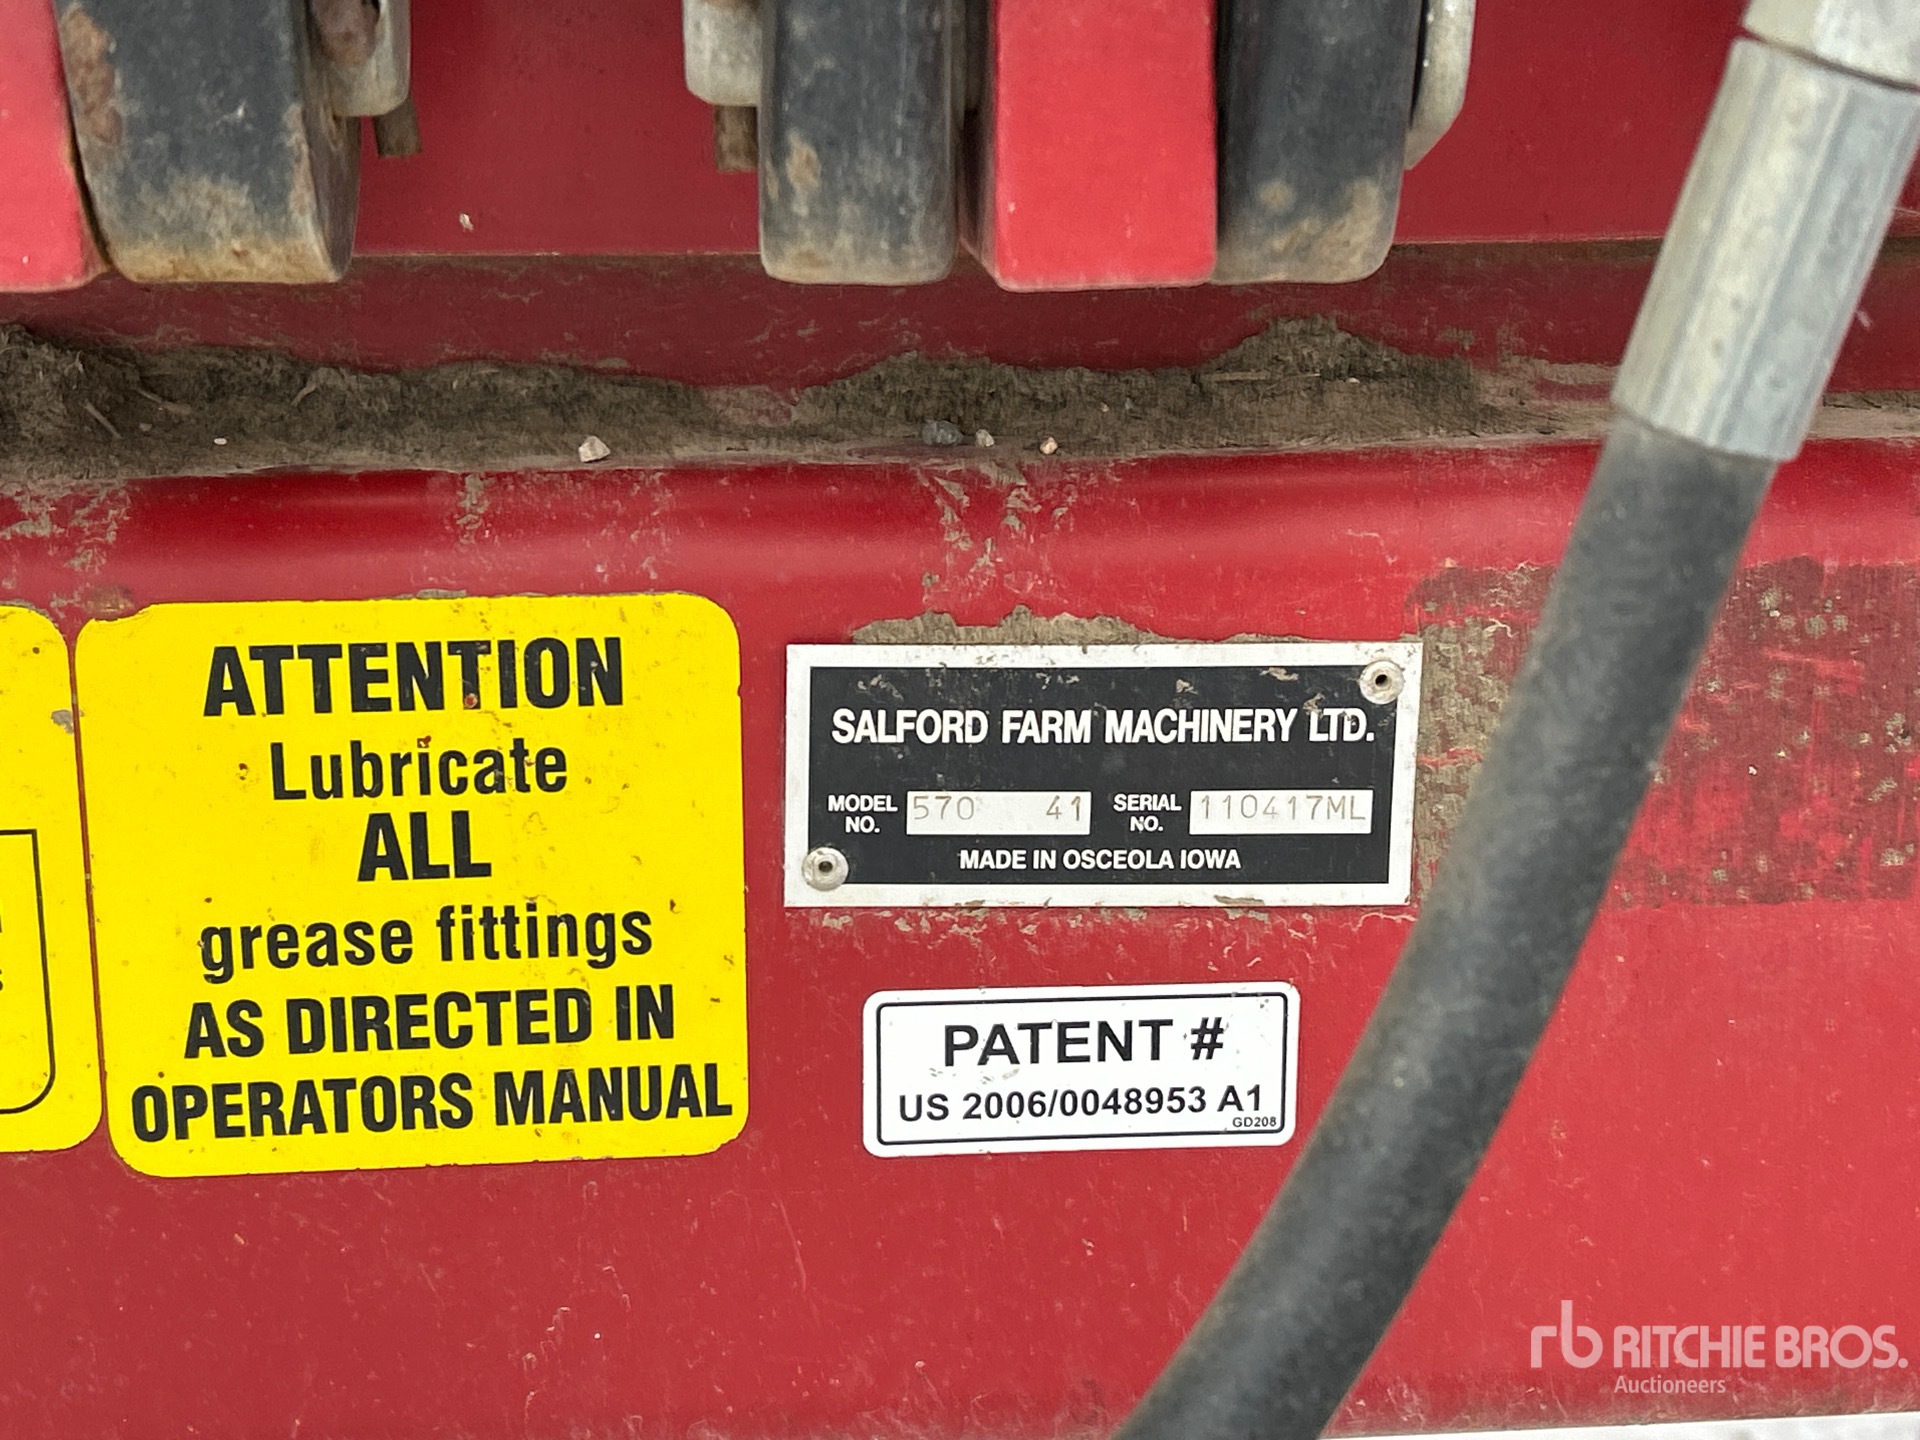 ATTENTION
Lubricate
ALL
grease fittings
AS DIRECTED IN
OPERATORS MANUAL
SALFORD FARM MACHINERY LTD.
MODEL NO. 570 41 SERIAL NO. 110417ML
MADE IN OSCEOLA IOWA
PATENT #
US 2006/0048953 A1
GD208
rb RITCHIE BROS.
Auctioneers